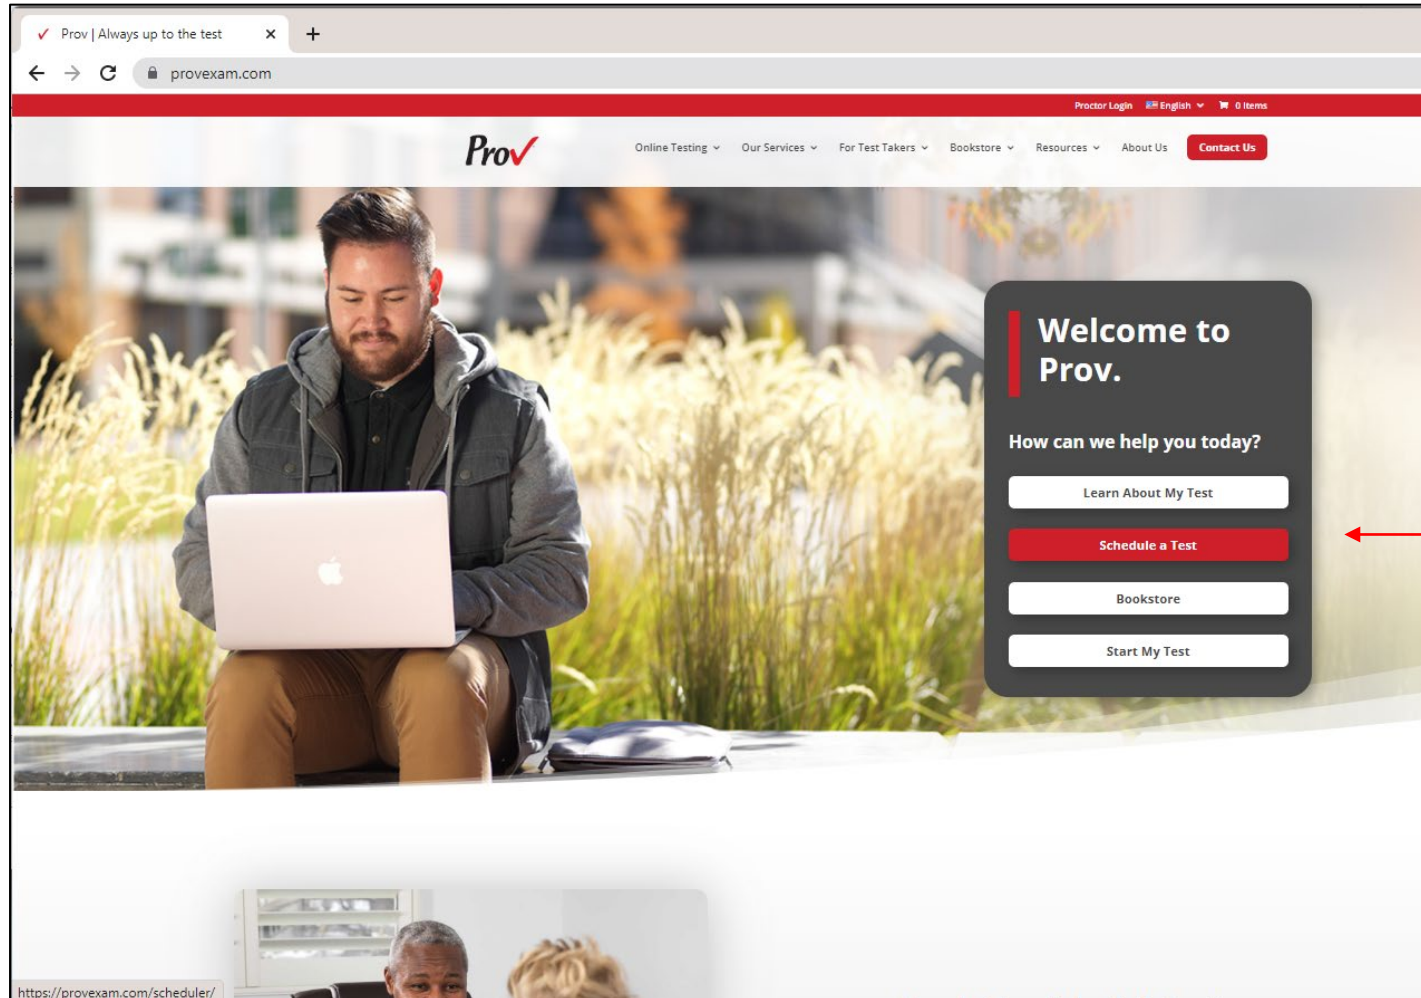 Prov | Always up to the test
provexam.com
Proctor Login English 0 Items
Prov
Online Testing Our Services For Test Takers Bookstore Resources About Us Contact Us
Welcome to
Prov.
How can we help you today?
Learn About My Test
Schedule a Test
Bookstore
Start My Test
https://provexam.com/scheduler/